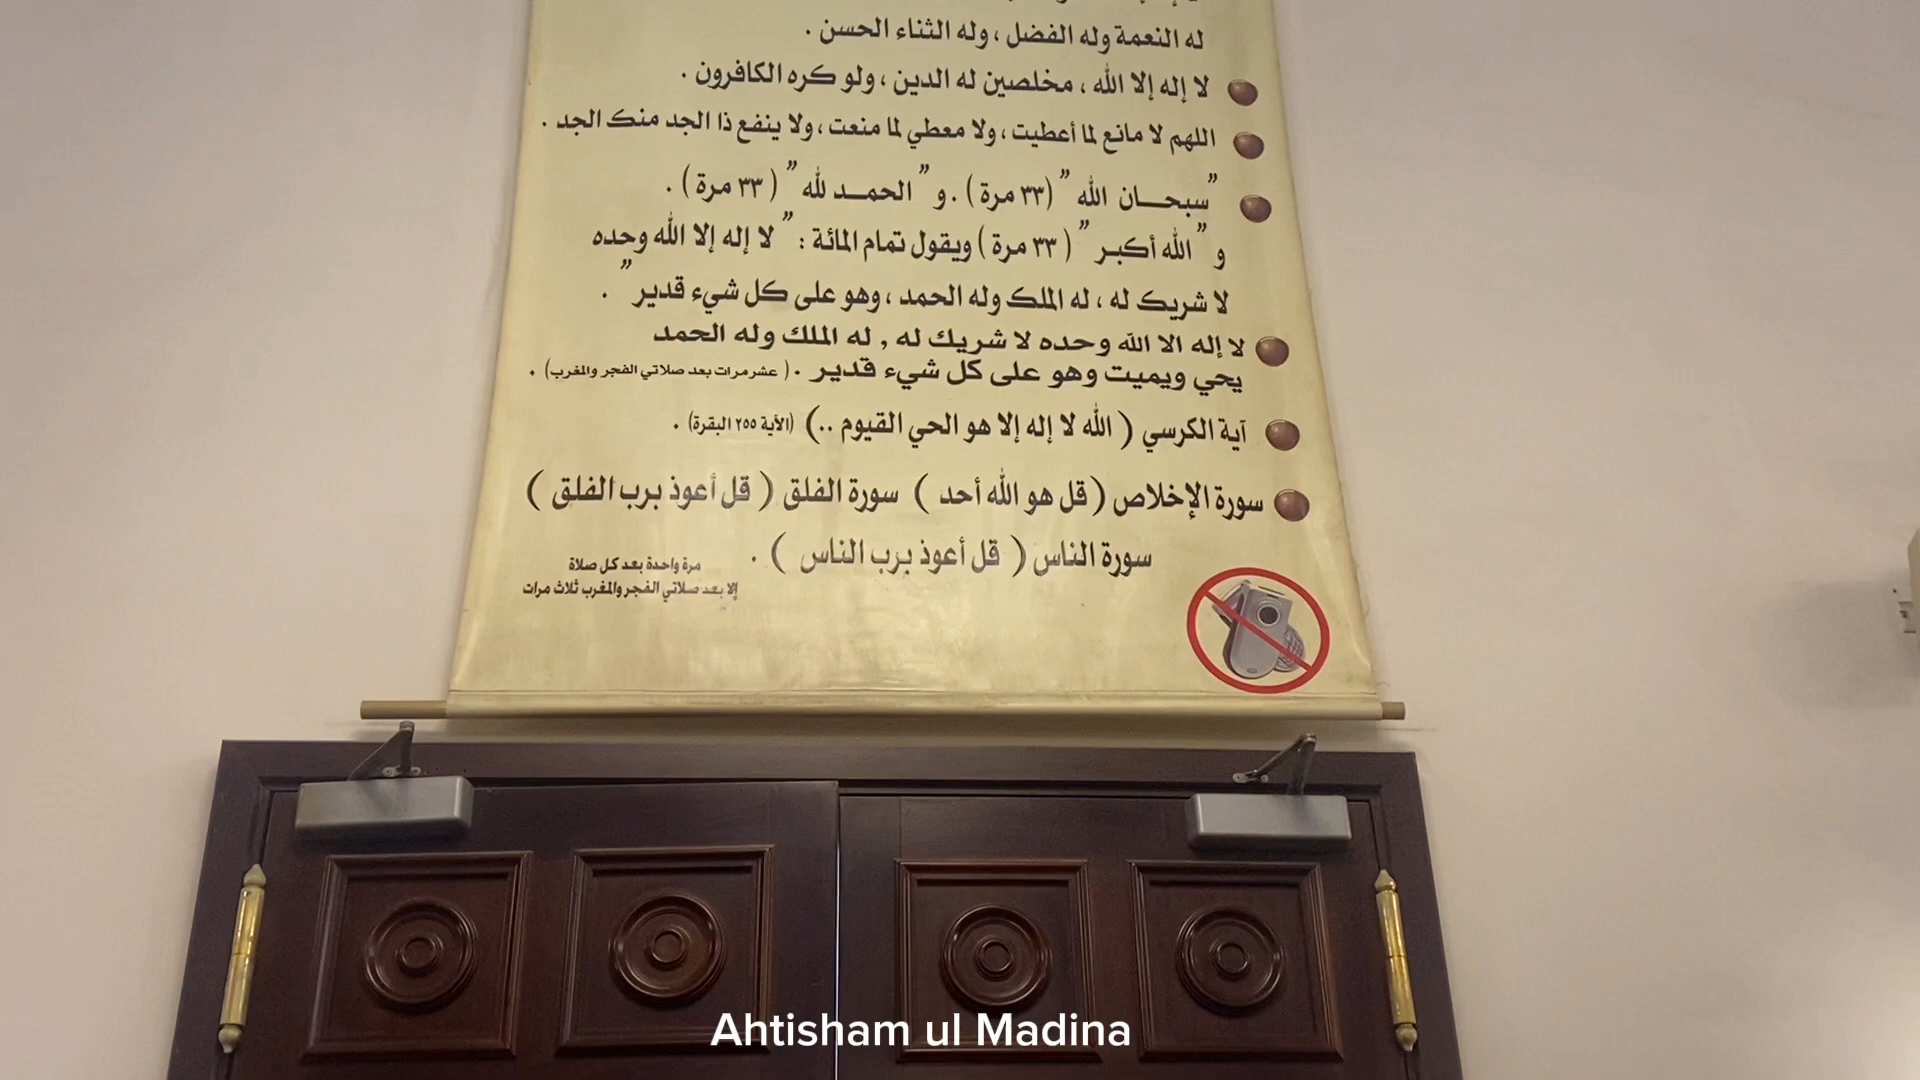 له النعمة وله الفضل ، وله الثناء الحسن .
لا إله إلا الله ، مخلصين له الدين ، ولو كره الكافرون .
اللهم لا مانع لما أعطيت ، ولا معطي لما منعت ، ولا ينفع ذا الجد منك الجد .
"سبحـــان الله" (٣٣ مرة) . و "الحمـــد لله" (٣٣ مرة) .
و "الله أكبـر" (٣٣ مرة) ويقول تمام المائة : "لا إله إلا الله وحده
لا شريك له ، له الملك وله الحمد ، وهو على كل شيء قدير" .
لا إله الا الله وحده لا شريك له , له الملك وله الحمد
يحي ويميت وهو على كل شيء قدير . (عشر مرات بعد صلاتي الفجر والمغرب) .
آية الكرسي ( الله لا إله إلا هو الحي القيوم ..) (الآية ٢٥٥ البقرة) .
سورة الإخلاص ( قل هو الله أحد ) سورة الفلق ( قل أعوذ برب الفلق )
سورة الناس ( قل أعوذ برب الناس ) .
مرة واحدة بعد كل صلاة
إلا بعد صلاتي الفجر والمغرب ثلاث مرات
Ahtisham ul Madina